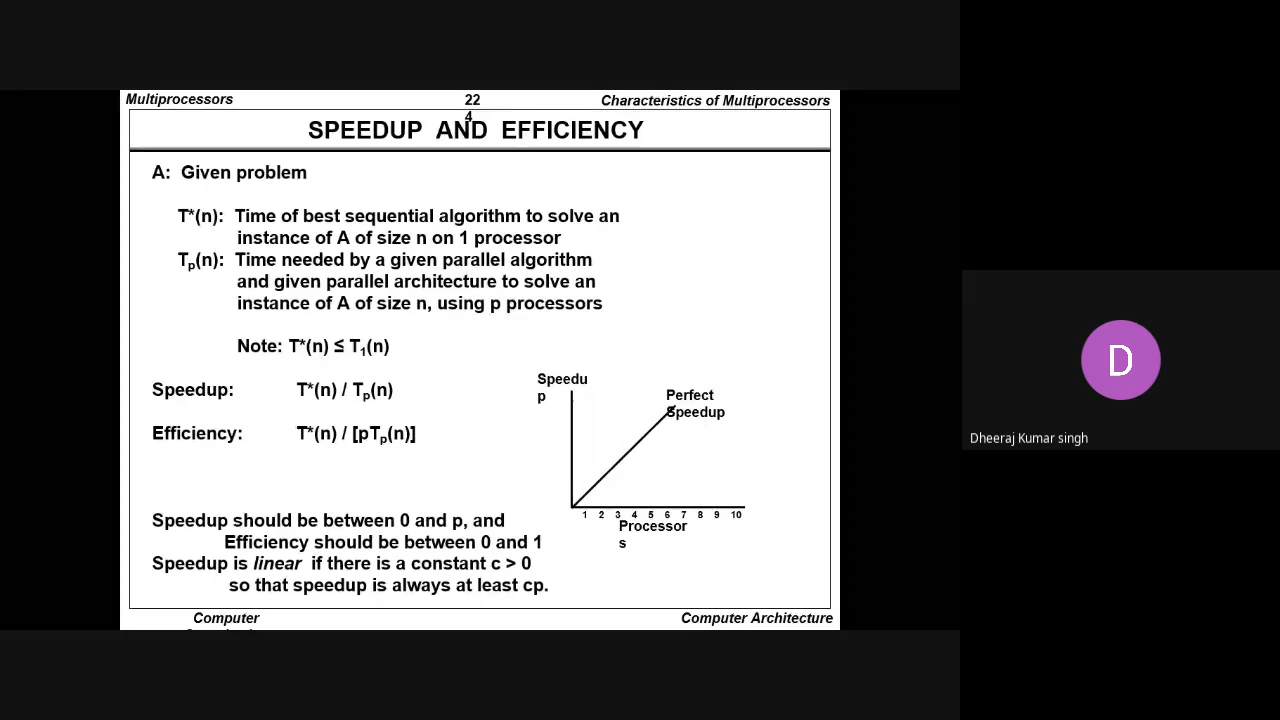 Multiprocessors
22
4
Characteristics of Multiprocessors
SPEEDUP AND EFFICIENCY
A: Given problem
T*(n): Time of best sequential algorithm to solve an
instance of A of size n on 1 processor
Tp(n): Time needed by a given parallel algorithm
and given parallel architecture to solve an
instance of A of size n, using p processors
Note: T*(n) ≤ T1(n)
Speedup: T*(n) / Tp(n)
Efficiency: T*(n) / [pTp(n)]
Speedu
p
Perfect
Speedup
1 2 3 4 5 6 7 8 9 10
Processor
s
Speedup should be between 0 and p, and
Efficiency should be between 0 and 1
Speedup is linear if there is a constant c > 0
so that speedup is always at least cp.
Computer
Computer Architecture
D
Dheeraj Kumar singh